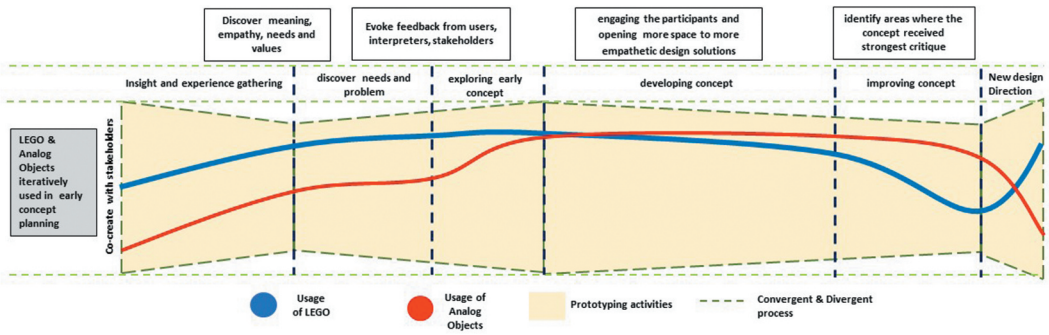 Discover meaning,
empathy, needs and
values
Evoke feedback from users,
interpreters, stakeholders
engaging the participants and
opening more space to more
empathetic design solutions
identify areas where the
concept received
strongest critique
Insight and experience gathering
discover needs and
problem
exploring early
concept
developing concept
improving concept
New design
Direction
LEGO &
Analog
Objects
iteratively
used in early
concept
planning
Co-create with stakeholders
Usage
of LEGO
Usage of
Analog
Objects
Prototyping activities
Convergent & Divergent
process